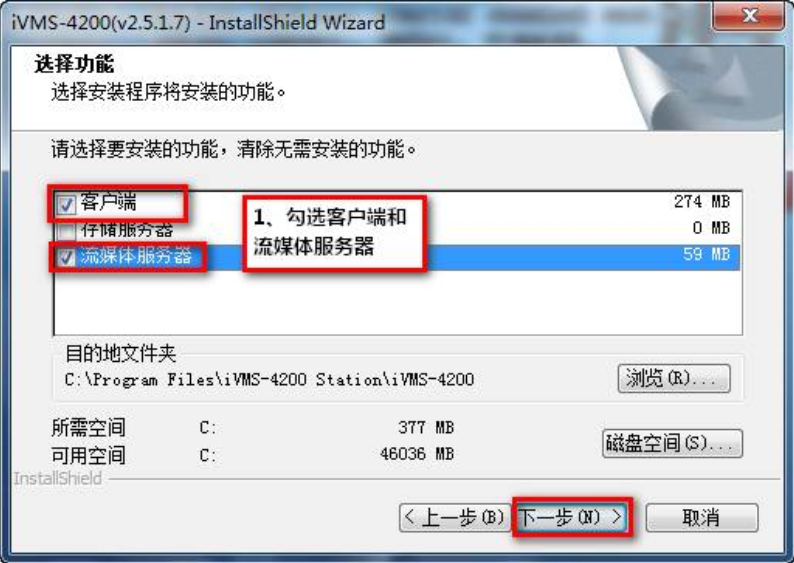 iVMS-4200(v2.5.1.7) - InstallShield Wizard
选择功能
选择安装程序将安装的功能。
请选择要安装的功能，清除无需安装的功能。
客户端 274 MB
存储服务器 0 MB
流媒体服务器 59 MB
1、勾选客户端和
流媒体服务器
目的地文件夹
C:\Program Files\iVMS-4200 Station\iVMS-4200
浏览(R)...
所需空间 C: 377 MB
可用空间 C: 46036 MB
磁盘空间(S)...
InstallShield
< 上一步(B)
下一步(N) >
取消